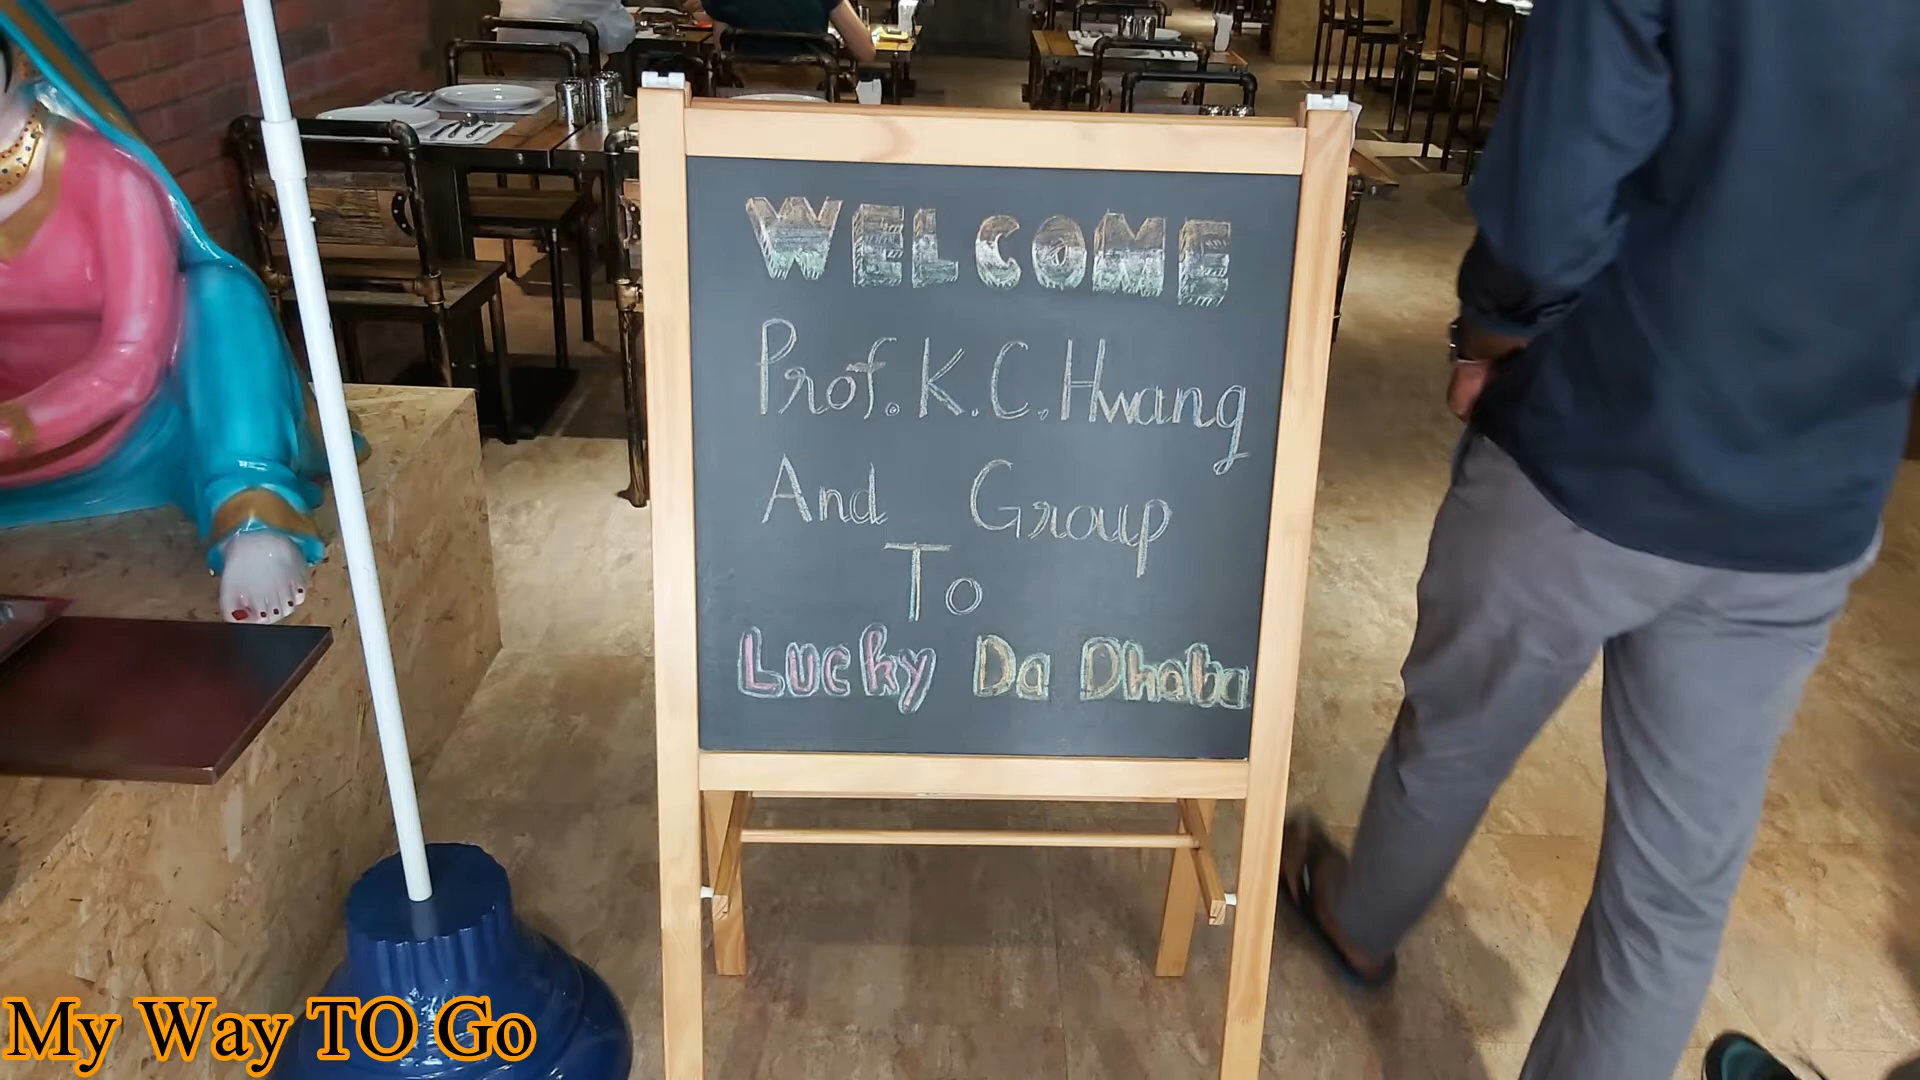 WELCOME
Prof. K. C. Hwang
And Group
To
Lucky Da Dhaba
My Way TO Go